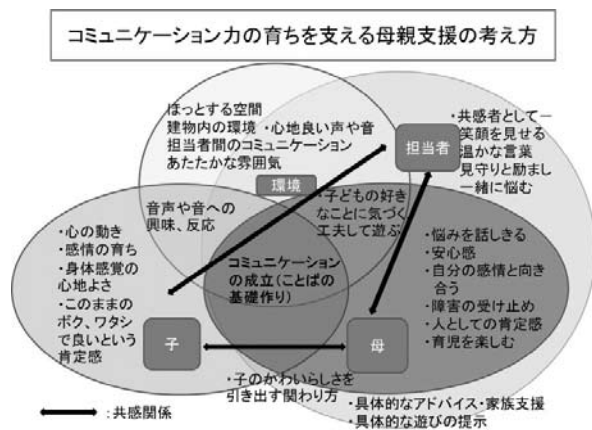 コミュニケーション力の育ちを支える母親支援の考え方
ほっとする空間
建物内の環境 ・心地良い声や音
担当者間のコミュニケーション
あたたかな雰囲気
環境
担当者
・共感者として－
笑顔を見せる
温かな言葉
見守りと励まし
一緒に悩む
音声や音への
興味、反応
・子どもの好き
なことに気づく
工夫して遊ぶ
・心の動き
・感情の育ち
・身体感覚の
心地よさ
・このままの
ボク、ワタシ
で良いという
肯定感
コミュニケーション
の成立(ことばの
基礎作り)
・悩みを話しきる
・安心感
・自分の感情と向き
合う
・障害の受け止め
・人としての肯定感
・育児を楽しむ
子
母
・子のかわいらしさを
引き出す関わり方
・具体的なアドバイス・家族支援
・具体的な遊びの提示
:共感関係